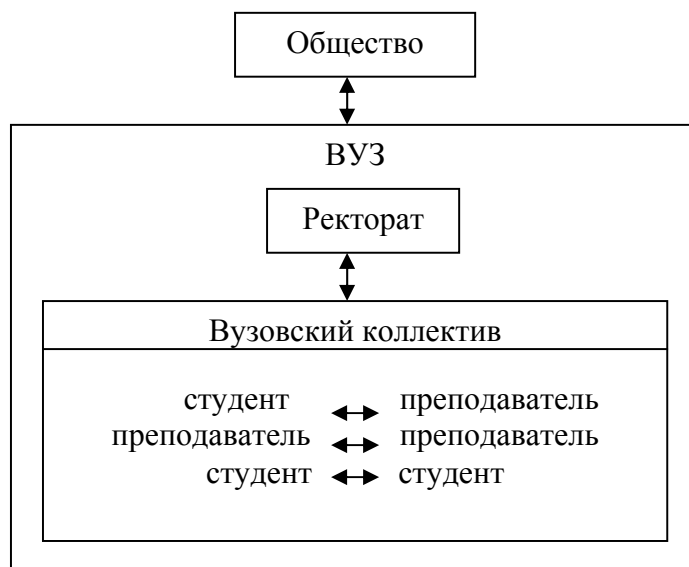 Общество
ВУЗ
Ректорат
Вузовский коллектив
студент преподаватель
преподаватель преподаватель
студент студент